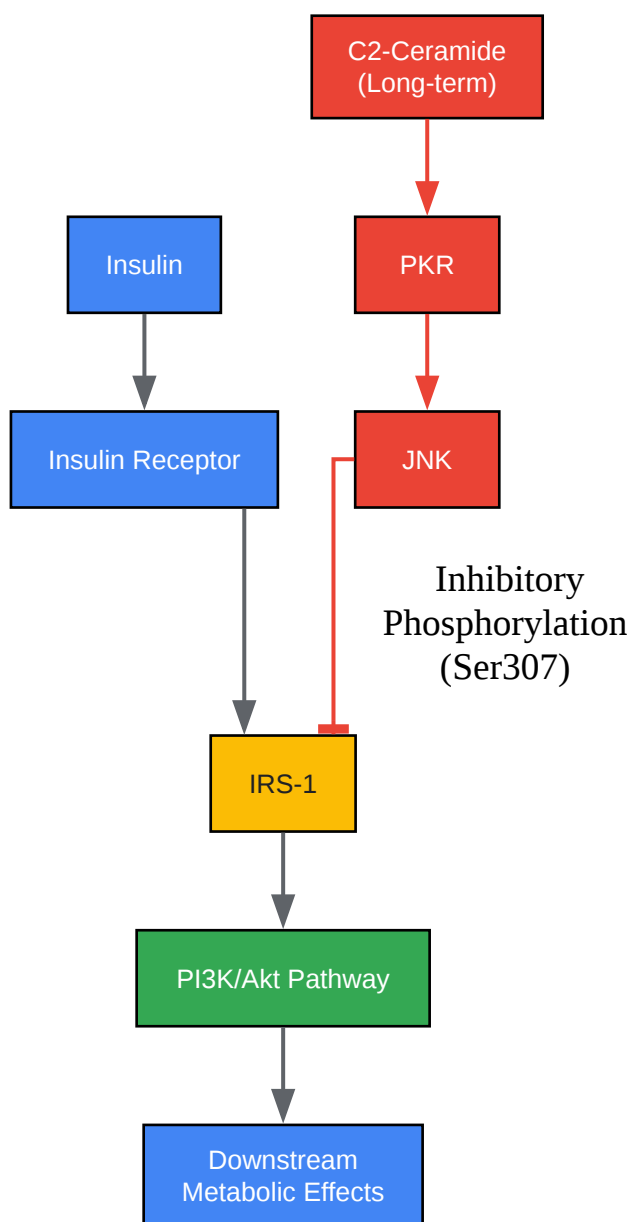 C2-Ceramide
(Long-term)
Insulin
PKR
Insulin Receptor
JNK
Inhibitory
Phosphorylation
(Ser307)
IRS-1
PI3K/Akt Pathway
Downstream
Metabolic Effects